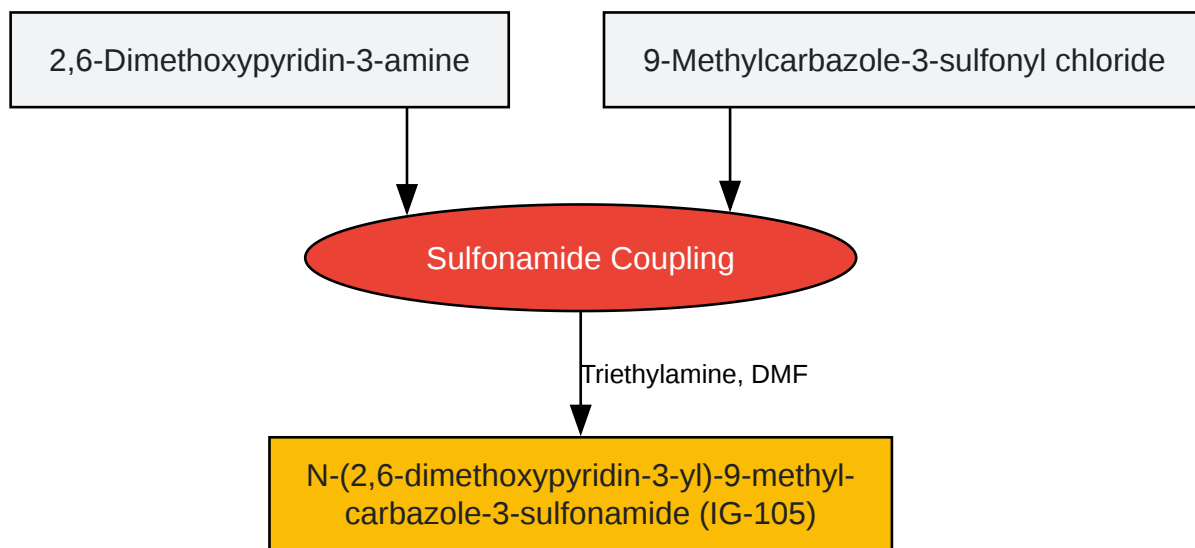 2,6-Dimethoxypyridin-3-amine
9-Methylcarbazole-3-sulfonyl chloride
Sulfonamide Coupling
Triethylamine, DMF
N-(2,6-dimethoxypyridin-3-yl)-9-methyl-
carbazole-3-sulfonamide (IG-105)